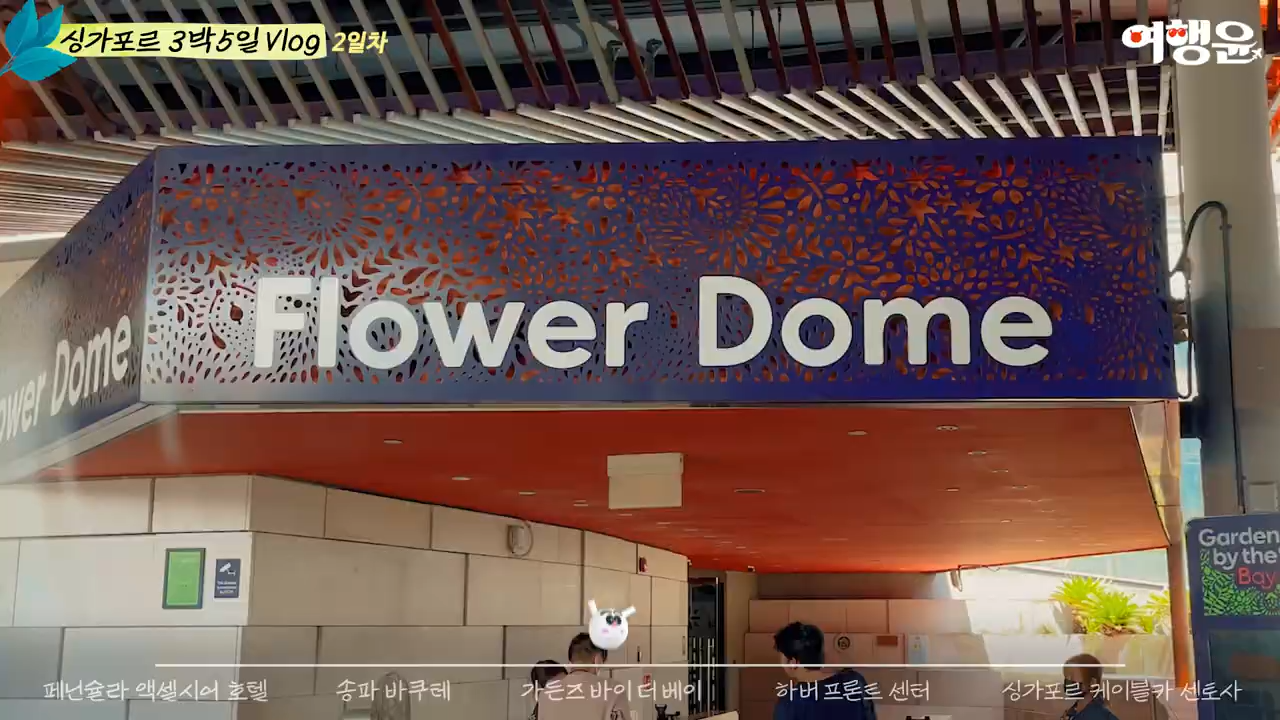 싱가포르 3박5일 Vlog 2일차
여행윤
Flower Dome
ower Dome
Garden
by the
Bay
페닌슐라 엑셀시어 호텔
송파 바쿠테
가든즈 바이 더 베이
하버 프론트 센터
싱가포르 케이블카 센토사